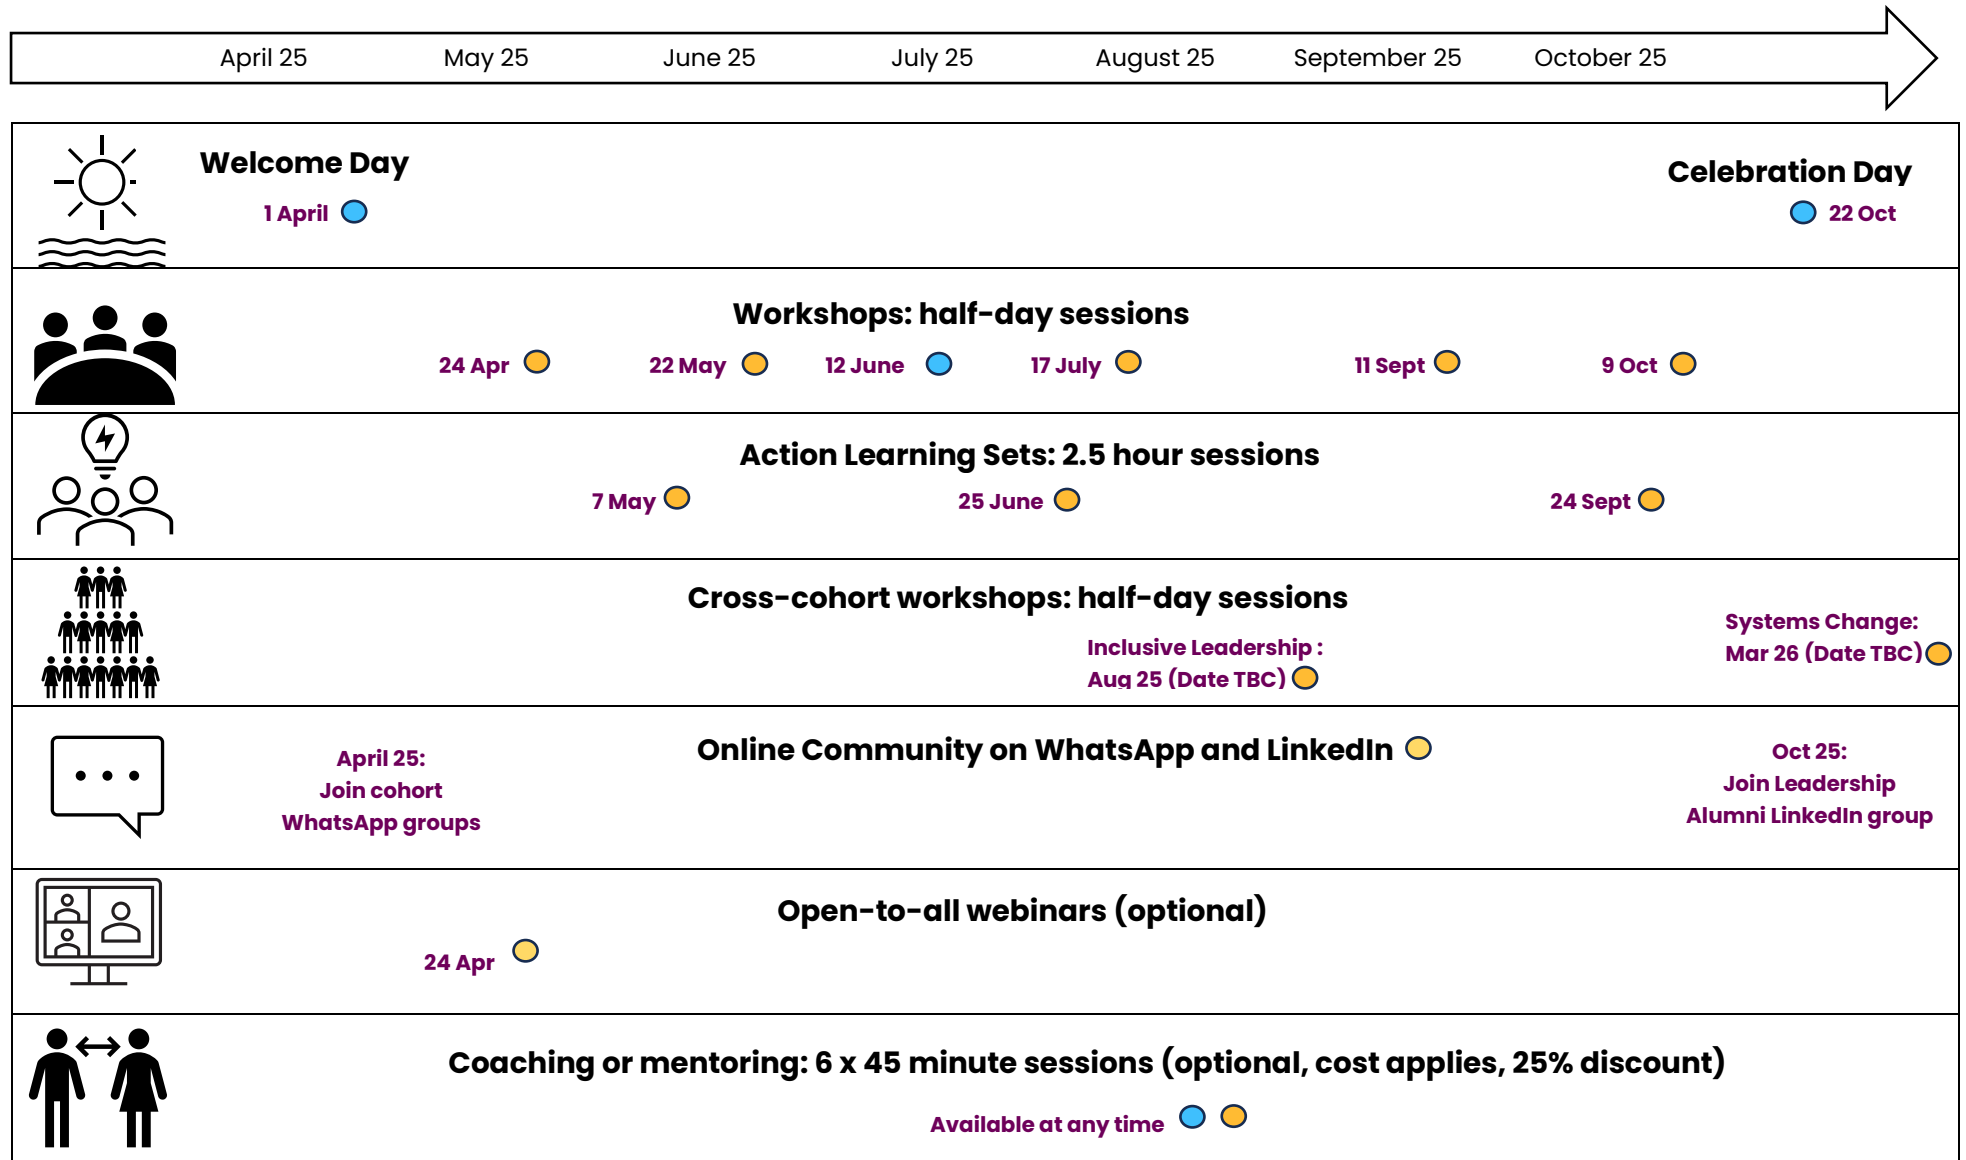 April 25 May 25 June 25 July 25 August 25 September 25 October 25
Welcome Day
1 April
Celebration Day
22 Oct
Workshops: half-day sessions
24 Apr 22 May 12 June 17 July 11 Sept 9 Oct
Action Learning Sets: 2.5 hour sessions
7 May 25 June 24 Sept
Cross-cohort workshops: half-day sessions
Inclusive Leadership :
Aug 25 (Date TBC)
Systems Change:
Mar 26 (Date TBC)
Online Community on WhatsApp and LinkedIn
April 25:
Join cohort
WhatsApp groups
Oct 25:
Join Leadership
Alumni LinkedIn group
Open-to-all webinars (optional)
24 Apr
Coaching or mentoring: 6 x 45 minute sessions (optional, cost applies, 25% discount)
Available at any time